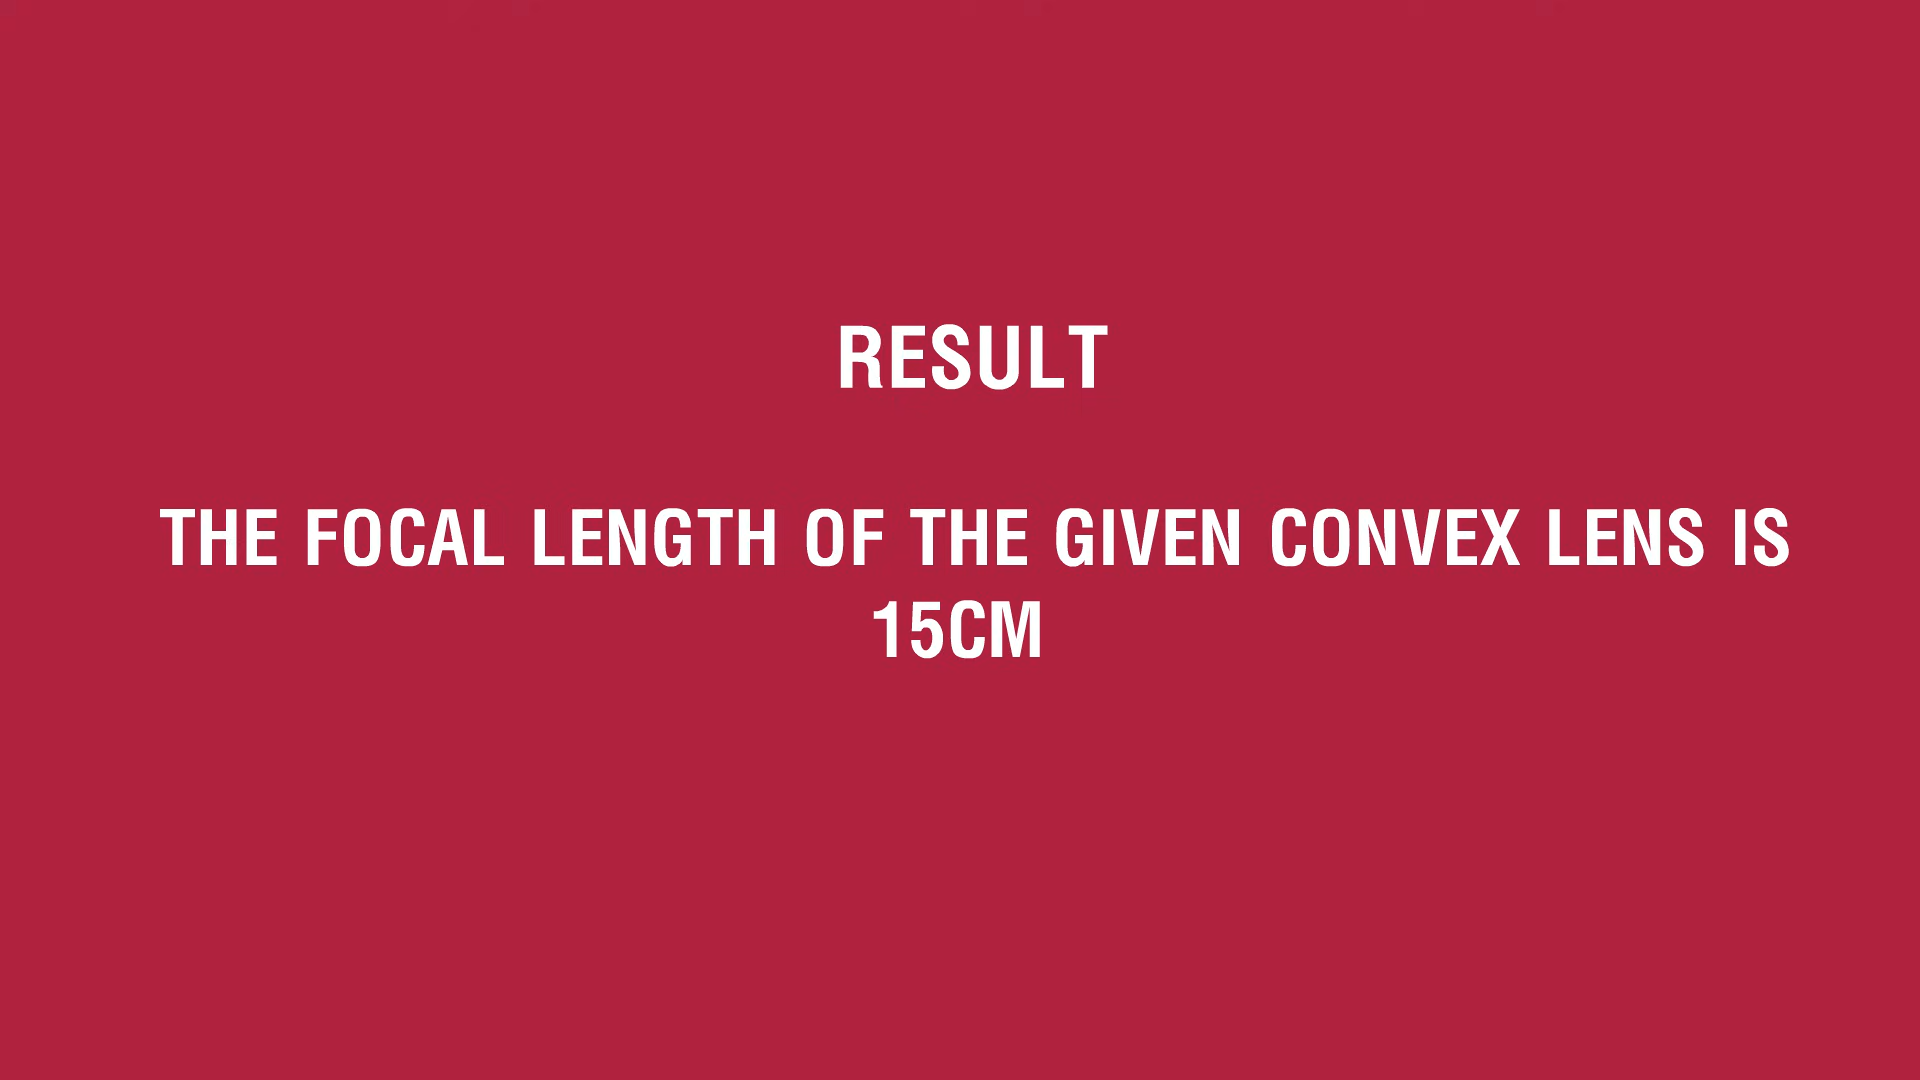 RESULT
THE FOCAL LENGTH OF THE GIVEN CONVEX LENS IS
15CM